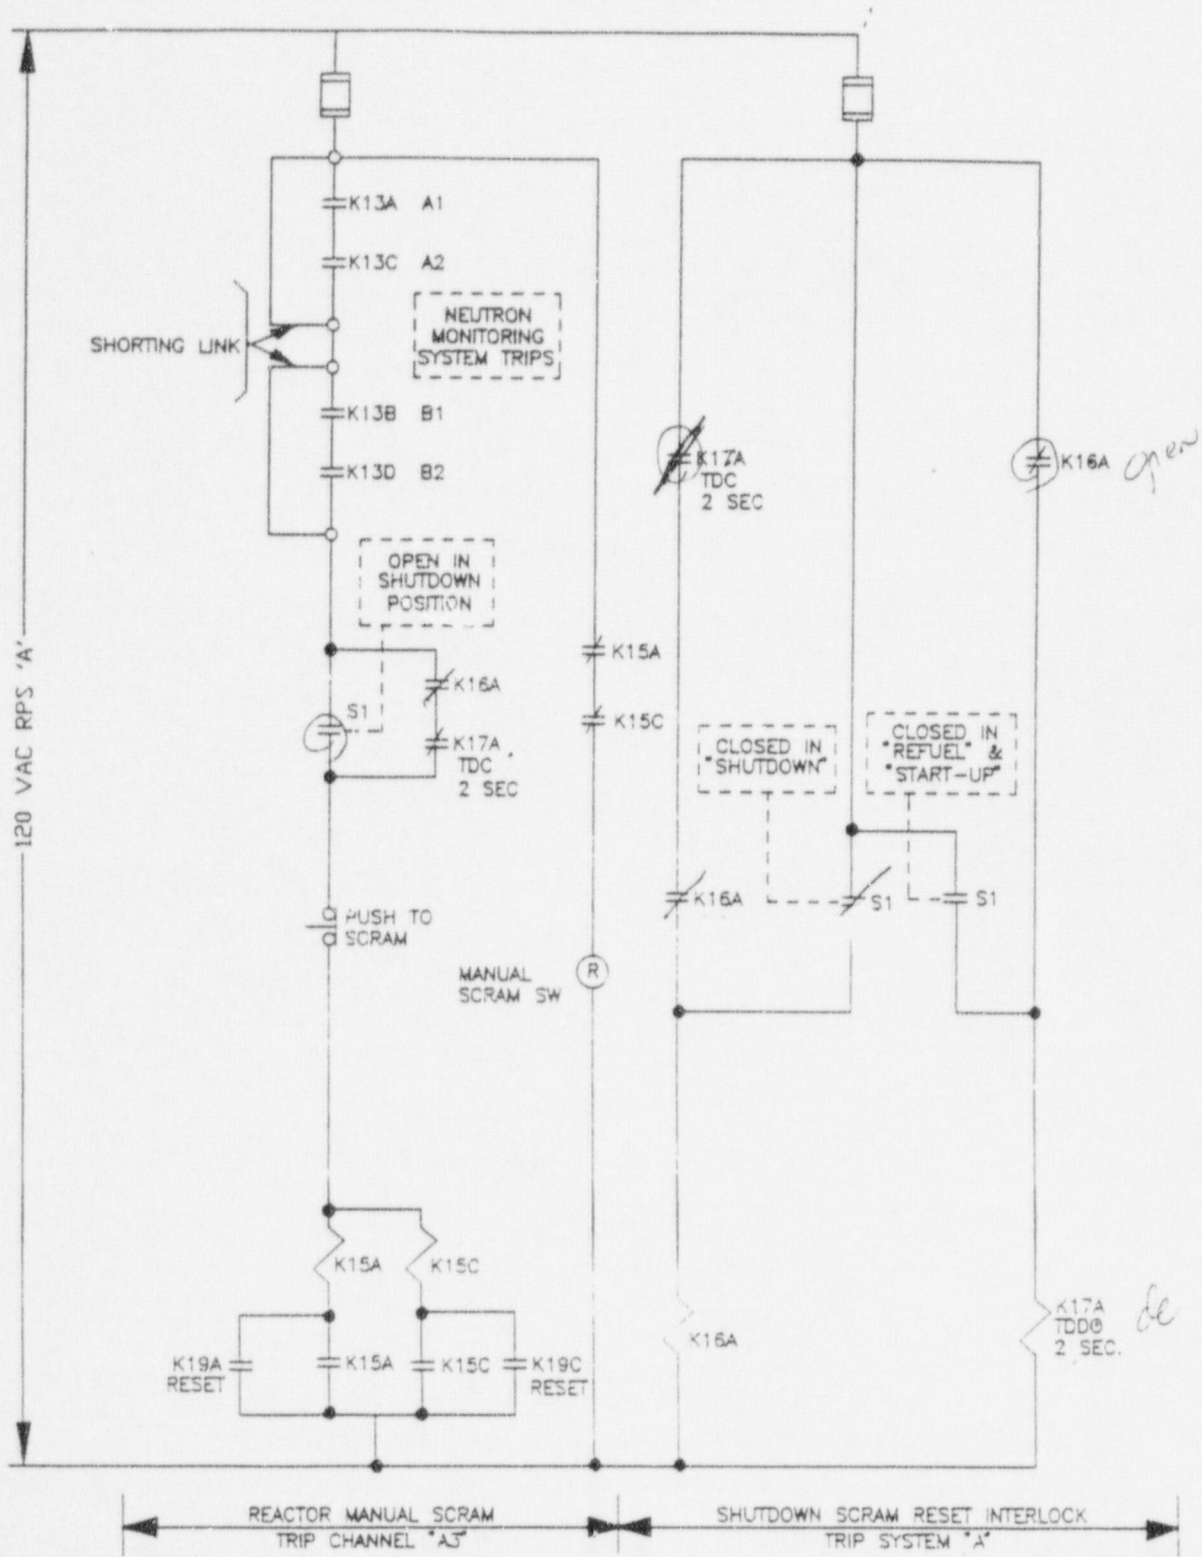 K13A A1
K13C A2
SHORTING LINK
NEUTRON
MONITORING
SYSTEM TRIPS
K13B B1
K13D B2
K17A
TDC
2 SEC
K16A open
OPEN IN
SHUTDOWN
POSITION
120 VAC RPS 'A'
K15A
K16A
S1
K15C
K17A
TDC
2 SEC
CLOSED IN
"SHUTDOWN"
CLOSED IN
"REFUEL" &
"START-UP"
K16A
S1
S1
PUSH TO
SCRAM
MANUAL
SCRAM SW
R
K15A
K15C
K16A
K17A
TDDO
2 SEC.
de
K19A
RESET
K15A
K15C
K19C
RESET
REACTOR MANUAL SCRAM
TRIP CHANNEL "A3"
SHUTDOWN SCRAM RESET INTERLOCK
TRIP SYSTEM "A"